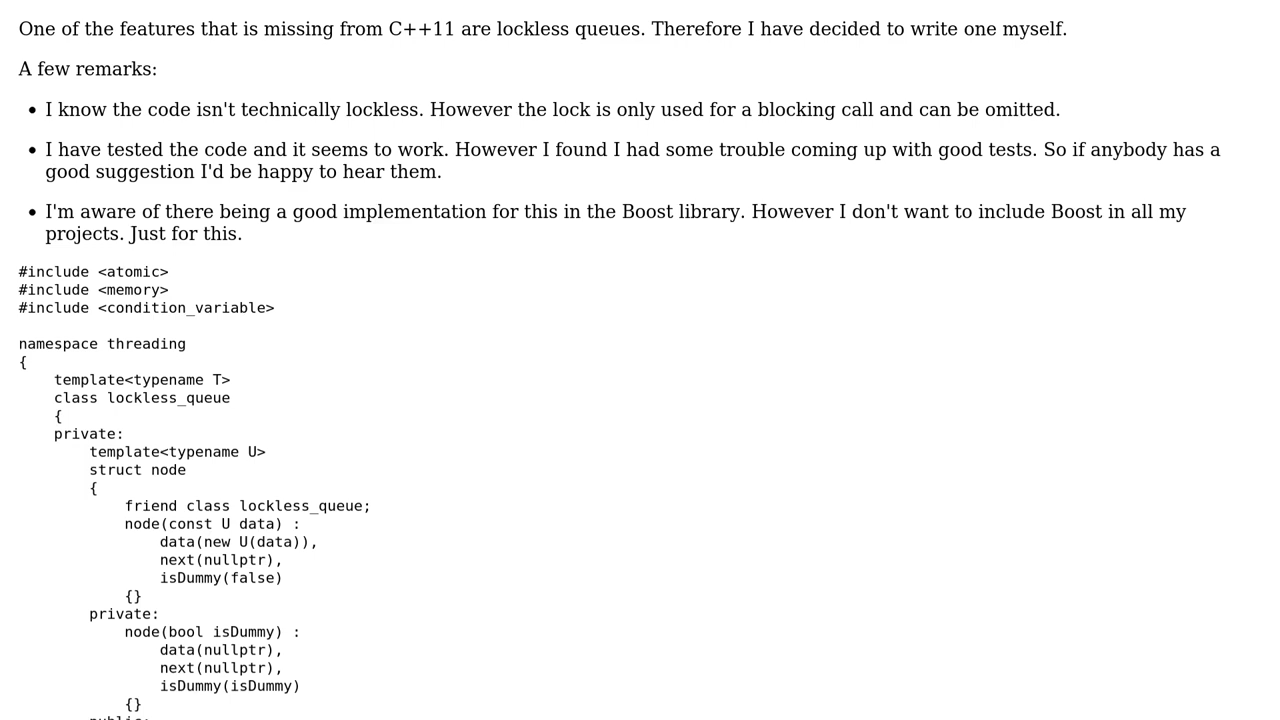 One of the features that is missing from C++11 are lockless queues. Therefore I have decided to write one myself.
A few remarks:
• I know the code isn't technically lockless. However the lock is only used for a blocking call and can be omitted.
• I have tested the code and it seems to work. However I found I had some trouble coming up with good tests. So if anybody has a
good suggestion I'd be happy to hear them.
• I'm aware of there being a good implementation for this in the Boost library. However I don't want to include Boost in all my
projects. Just for this.
#include <atomic>
#include <memory>
#include <condition_variable>
namespace threading
{
    template<typename T>
    class lockless_queue
    {
    private:
        template<typename U>
        struct node
        {
            friend class lockless_queue;
            node(const U data) :
                data(new U(data)),
                next(nullptr),
                isDummy(false)
            {}
        private:
            node(bool isDummy) :
                data(nullptr),
                next(nullptr),
                isDummy(isDummy)
            {}
        public: